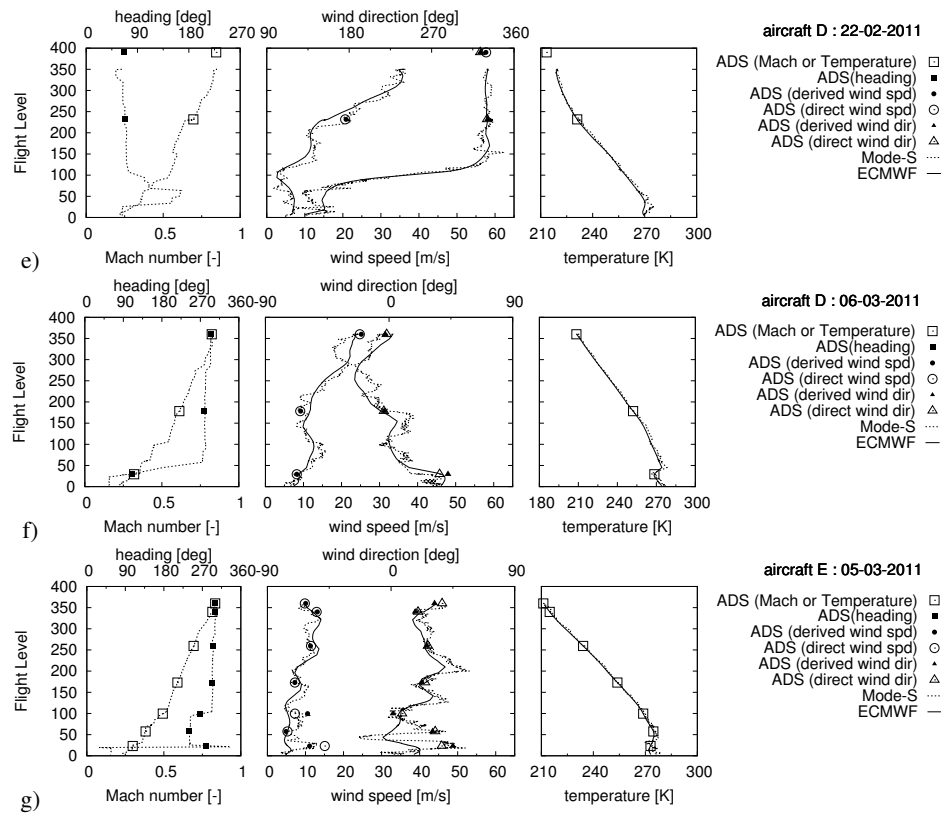 heading [deg]
wind direction [deg]
aircraft D : 22-02-2011
0 90 180 270 90 180 270 360
400
350
300
250
200
150
100
50
0
Flight Level
0 0.5 1
0 10 20 30 40 50 60
210 240 270 300
Mach number [-]
wind speed [m/s]
temperature [K]
ADS (Mach or Temperature)
ADS(heading)
ADS (derived wind spd)
ADS (direct wind spd)
ADS (derived wind dir)
ADS (direct wind dir)
Mode-S
ECMWF
e)
heading [deg]
wind direction [deg]
aircraft D : 06-03-2011
0 90 180 270 360 -90 0 90
400
350
300
250
200
150
100
50
0
Flight Level
0 0.5 1
0 10 20 30 40 50 60
180 210 240 270 300
Mach number [-]
wind speed [m/s]
temperature [K]
ADS (Mach or Temperature)
ADS(heading)
ADS (derived wind spd)
ADS (direct wind spd)
ADS (derived wind dir)
ADS (direct wind dir)
Mode-S
ECMWF
f)
heading [deg]
wind direction [deg]
aircraft E : 05-03-2011
0 90 180 270 360 -90 0 90
400
350
300
250
200
150
100
50
0
Flight Level
0 0.5 1
0 10 20 30 40 50 60
210 240 270 300
Mach number [-]
wind speed [m/s]
temperature [K]
ADS (Mach or Temperature)
ADS(heading)
ADS (derived wind spd)
ADS (direct wind spd)
ADS (derived wind dir)
ADS (direct wind dir)
Mode-S
ECMWF
g)